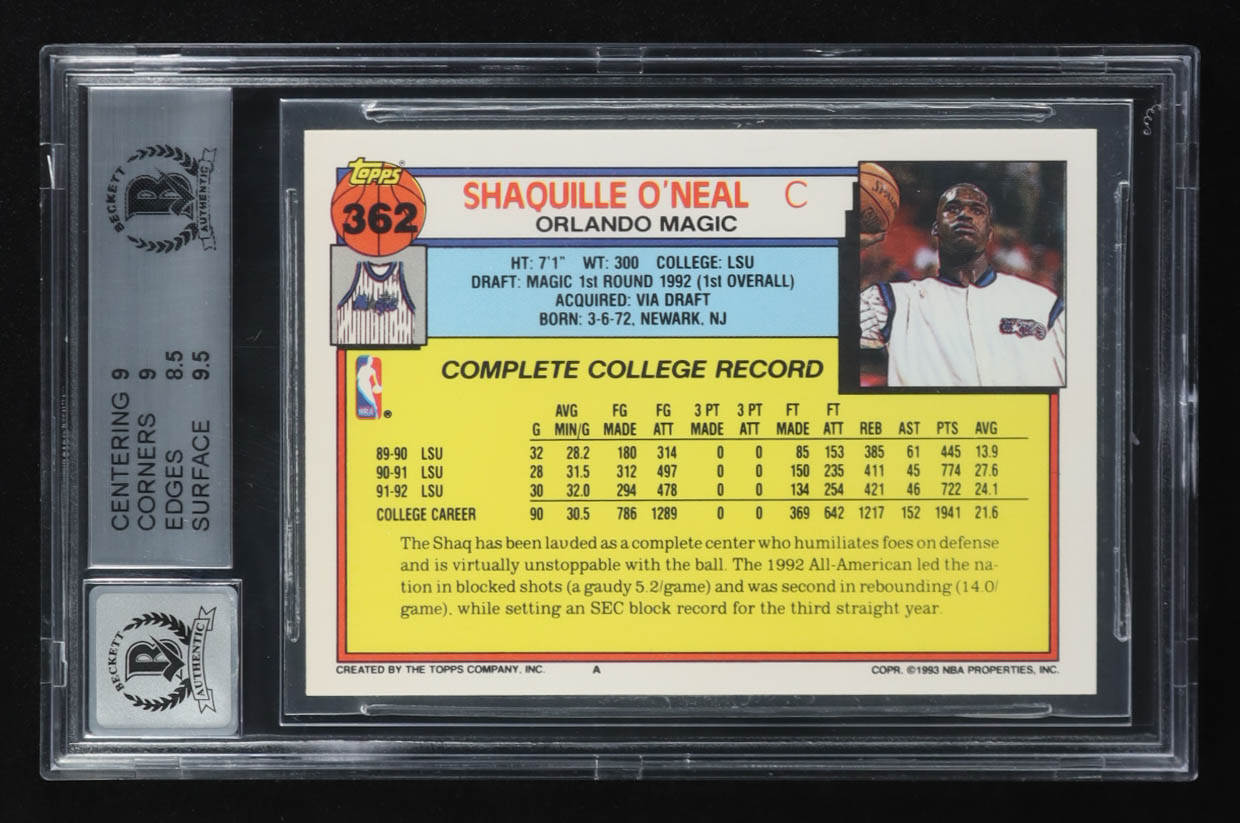 BECKETT
AUTHENTIC
CENTERING 9
CORNERS 9
EDGES 8.5
SURFACE 9.5
BECKETT
AUTHENTIC
TOPPS
362
SHAQUILLE O'NEAL C
ORLANDO MAGIC
HT: 7'1" WT: 300 COLLEGE: LSU
DRAFT: MAGIC 1st ROUND 1992 (1st OVERALL)
ACQUIRED: VIA DRAFT
BORN: 3-6-72, NEWARK, NJ
Magic
SPALDING
NBA
COMPLETE COLLEGE RECORD
AVG FG FG 3 PT 3 PT FT FT
G MIN/G MADE ATT MADE ATT MADE ATT REB AST PTS AVG
89-90 LSU 32 28.2 180 314 0 0 85 153 385 61 445 13.9
90-91 LSU 28 31.5 312 497 0 0 150 235 411 45 774 27.6
91-92 LSU 30 32.0 294 478 0 0 134 254 421 46 722 24.1
COLLEGE CAREER 90 30.5 786 1289 0 0 369 642 1217 152 1941 21.6
The Shaq has been lauded as a complete center who humiliates foes on defense
and is virtually unstoppable with the ball. The 1992 All-American led the na-
tion in blocked shots (a gaudy 5.2/game) and was second in rebounding (14.0/
game), while setting an SEC block record for the third straight year.
CREATED BY THE TOPPS COMPANY, INC. A COPR. ©1993 NBA PROPERTIES, INC.